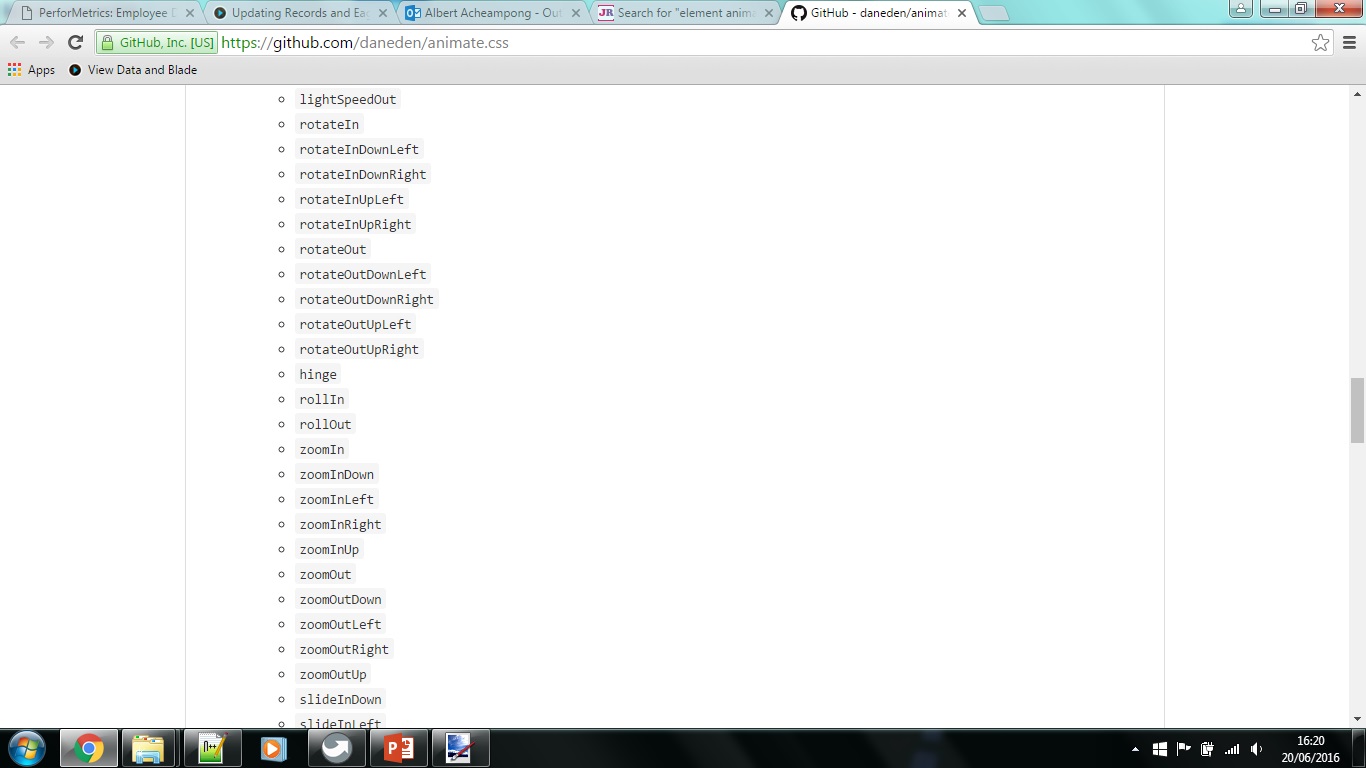 PerforMetrics: Employee D
Updating Records and Eag
Albert Acheampong - Out
Search for "element anima
GitHub - daneden/animat
GitHub, Inc. [US] https://github.com/daneden/animate.css
Apps View Data and Blade
lightSpeedOut
rotateIn
rotateInDownLeft
rotateInDownRight
rotateInUpLeft
rotateInUpRight
rotateOut
rotateOutDownLeft
rotateOutDownRight
rotateOutUpLeft
rotateOutUpRight
hinge
rollIn
rollOut
zoomIn
zoomInDown
zoomInLeft
zoomInRight
zoomInUp
zoomOut
zoomOutDown
zoomOutLeft
zoomOutRight
zoomOutUp
slideInDown
slideInLeft
16:20
20/06/2016